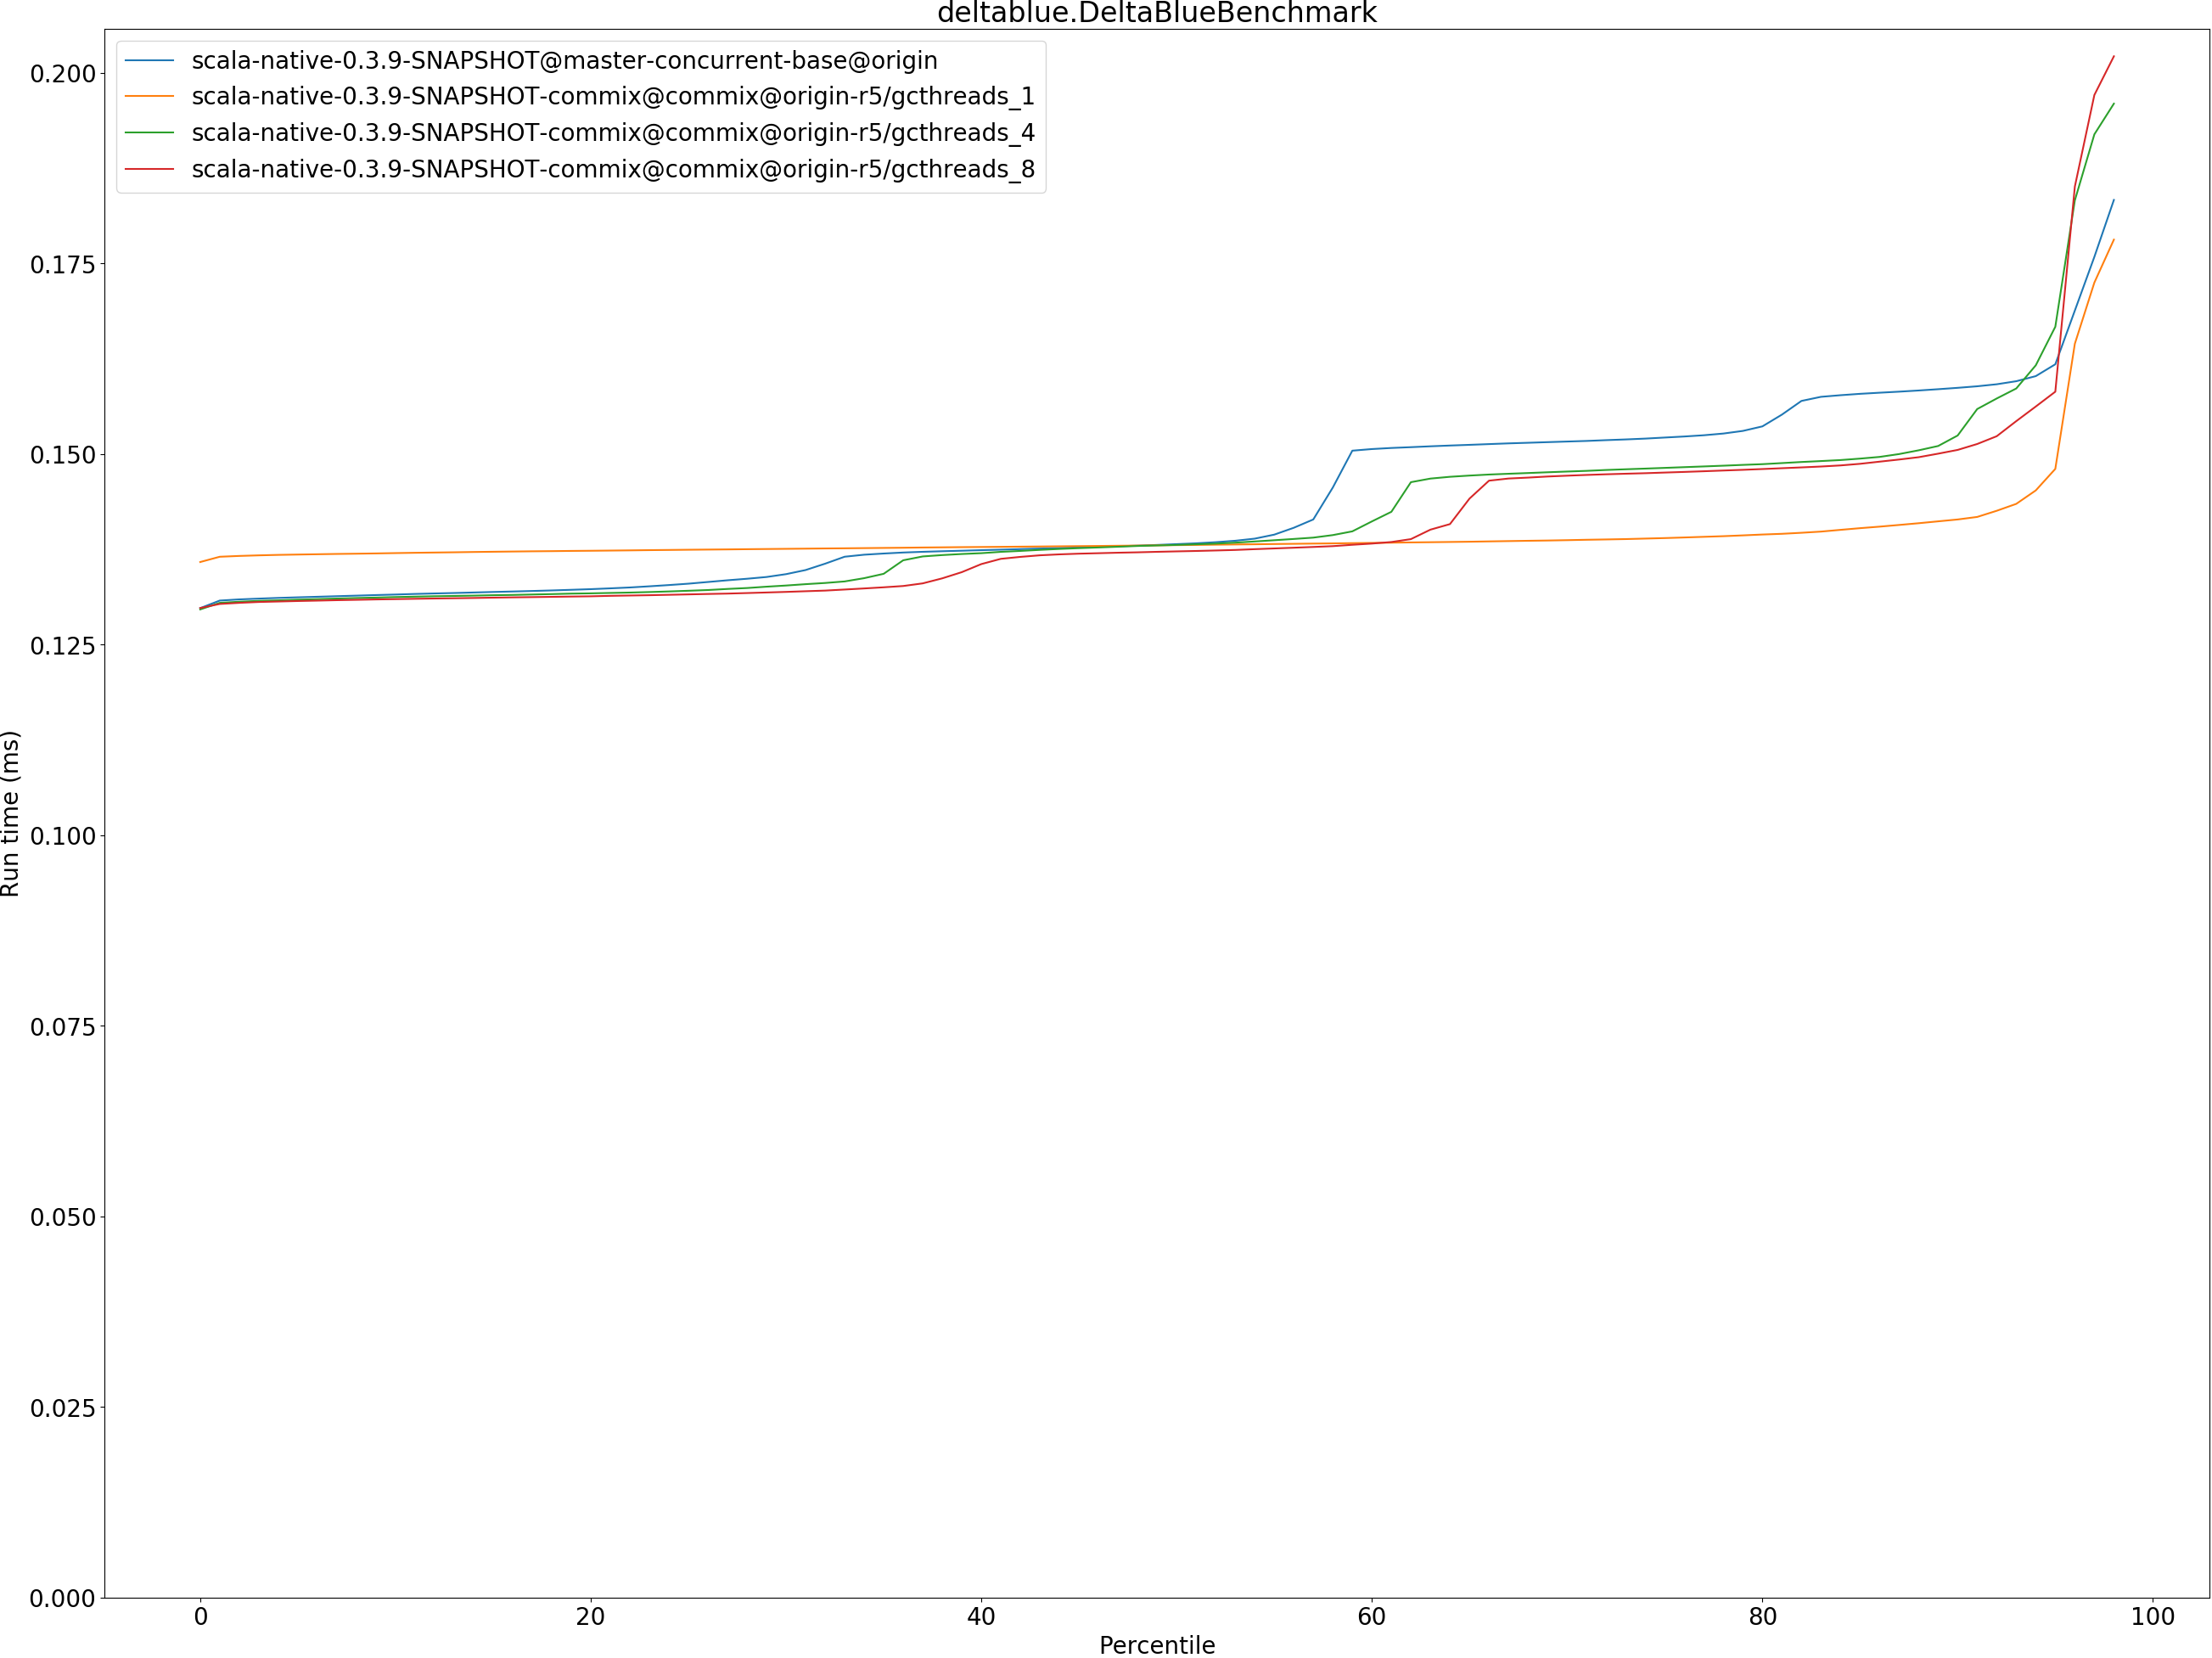 deltablue.DeltaBlueBenchmark
scala-native-0.3.9-SNAPSHOT@master-concurrent-base@origin
scala-native-0.3.9-SNAPSHOT-commix@commix@origin-r5/gcthreads_1
scala-native-0.3.9-SNAPSHOT-commix@commix@origin-r5/gcthreads_4
scala-native-0.3.9-SNAPSHOT-commix@commix@origin-r5/gcthreads_8
0.200
0.175
0.150
0.125
0.100
0.075
0.050
0.025
0.000
Run time (ms)
0 20 40 60 80 100
Percentile